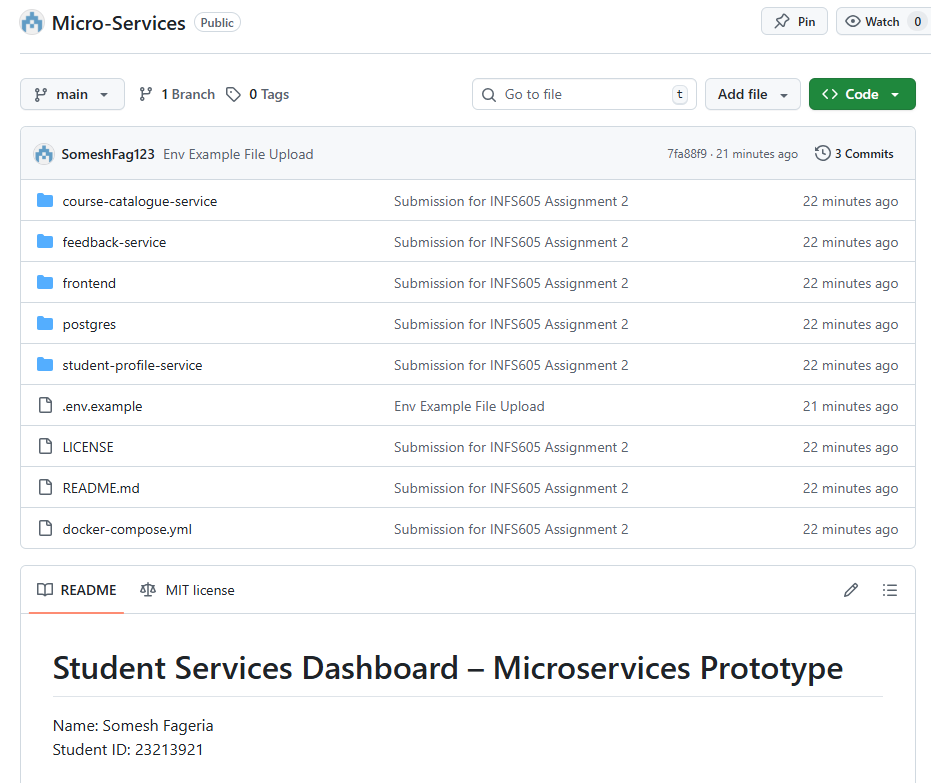 Micro-Services Public Pin Watch 0
main 1 Branch 0 Tags Go to file t Add file Code
SomeshFag123 Env Example File Upload 7fa88f9 · 21 minutes ago 3 Commits
course-catalogue-service Submission for INFS605 Assignment 2 22 minutes ago
feedback-service Submission for INFS605 Assignment 2 22 minutes ago
frontend Submission for INFS605 Assignment 2 22 minutes ago
postgres Submission for INFS605 Assignment 2 22 minutes ago
student-profile-service Submission for INFS605 Assignment 2 22 minutes ago
.env.example Env Example File Upload 21 minutes ago
LICENSE Submission for INFS605 Assignment 2 22 minutes ago
README.md Submission for INFS605 Assignment 2 22 minutes ago
docker-compose.yml Submission for INFS605 Assignment 2 22 minutes ago
README MIT license
Student Services Dashboard – Microservices Prototype
Name: Somesh Fageria
Student ID: 23213921